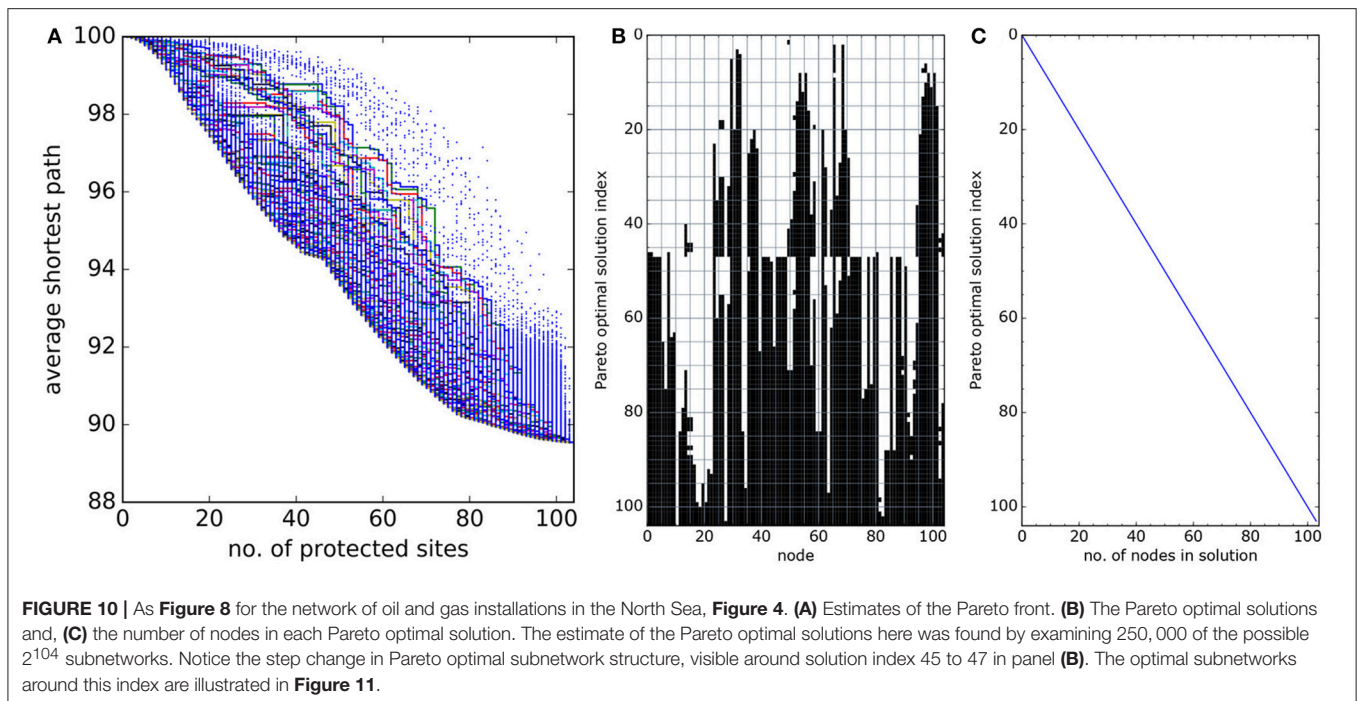 A
100
98
96
94
92
90
88
average shortest path
0 20 40 60 80 100
no. of protected sites
B
0
20
40
60
80
100
Pareto optimal solution index
0 20 40 60 80 100
node
C
0
20
40
60
80
100
Pareto optimal solution index
0 20 40 60 80 100
no. of nodes in solution
FIGURE 10 | As Figure 8 for the network of oil and gas installations in the North Sea, Figure 4. (A) Estimates of the Pareto front. (B) The Pareto optimal solutions
and, (C) the number of nodes in each Pareto optimal solution. The estimate of the Pareto optimal solutions here was found by examining 250, 000 of the possible
2^104 subnetworks. Notice the step change in Pareto optimal subnetwork structure, visible around solution index 45 to 47 in panel (B). The optimal subnetworks
around this index are illustrated in Figure 11.